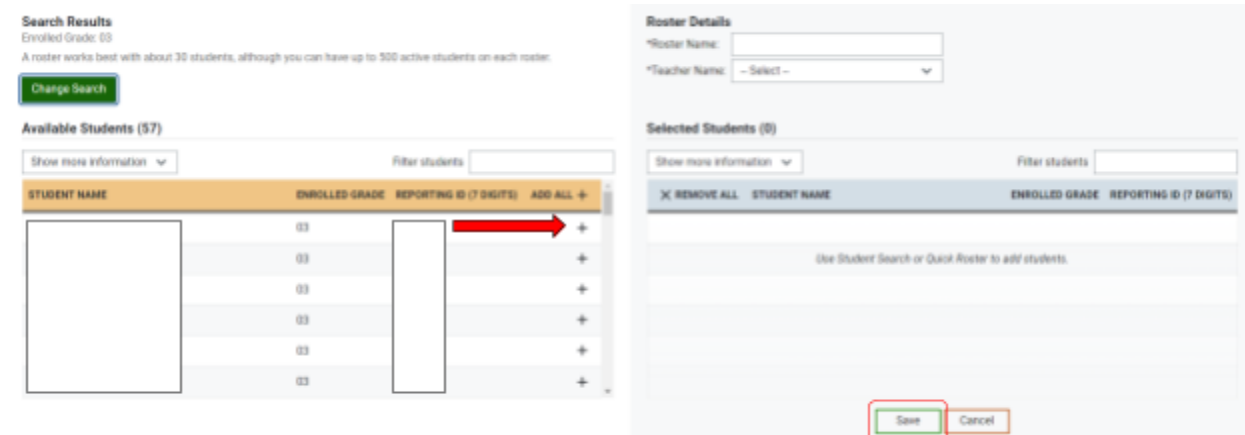 Search Results
Enrolled Grade: 03
A roster works best with about 30 students, although you can have up to 500 active students on each roster.
Change Search
Available Students (57)
Show more information
Filter students
STUDENT NAME ENROLLED GRADE REPORTING ID (7 DIGITS) ADD ALL +
03 +
03 +
03 +
03 +
03 +
03 +
Roster Details
*Roster Name:
*Teacher Name: -- Select --
Selected Students (0)
Show more information
Filter students
X REMOVE ALL STUDENT NAME ENROLLED GRADE REPORTING ID (7 DIGITS)
Use Student Search or Quick Roster to add students.
Save Cancel